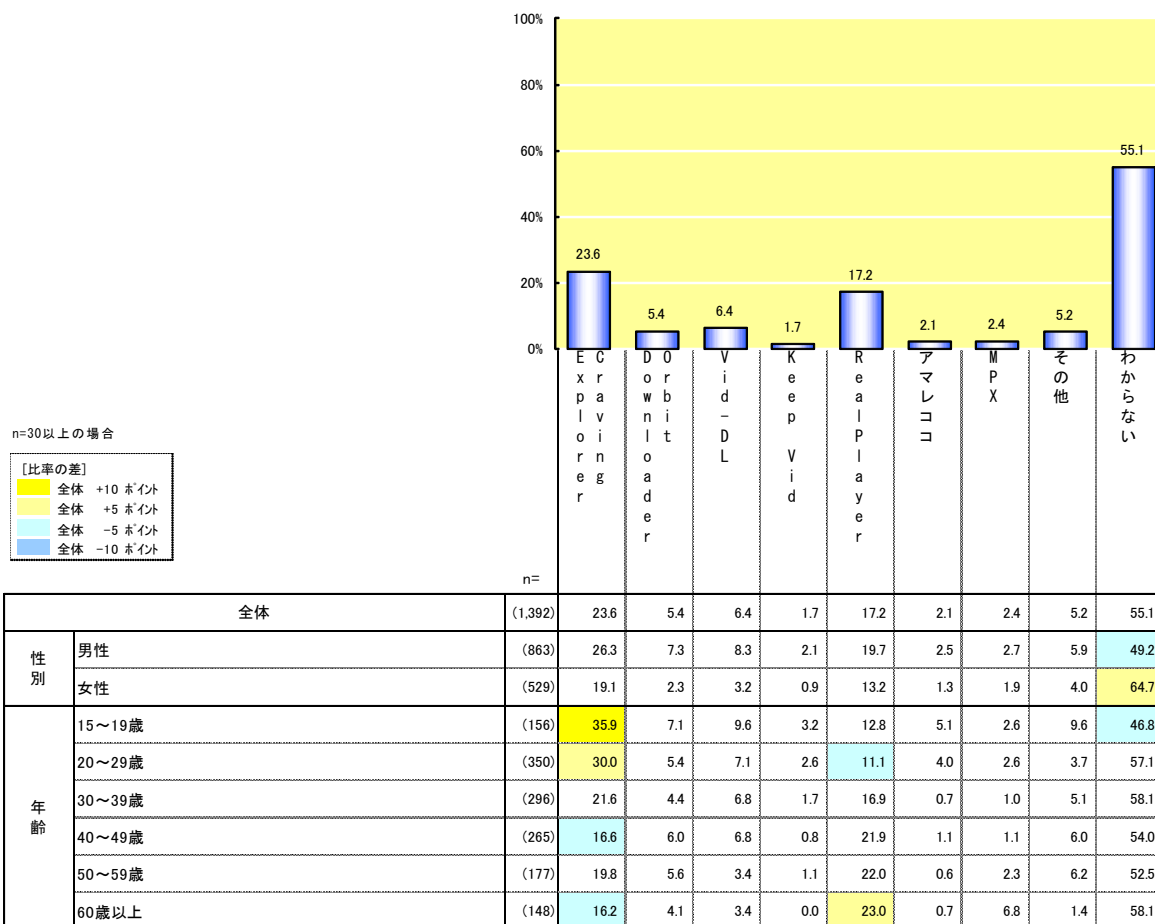 100%
80%
60%
40%
20%
0%
23.6
5.4
6.4
1.7
17.2
2.1
2.4
5.2
55.1
Craving Explorer
Orbit Downloader
Vid-DL
Keep Vid
RealPlayer
アマレココ
MPX
その他
わからない
n=30以上の場合
[比率の差]
全体 +10 ポイント
全体 +5 ポイント
全体 -5 ポイント
全体 -10 ポイント
n=
全体 (1,392) 23.6 5.4 6.4 1.7 17.2 2.1 2.4 5.2 55.1
性別
男性 (863) 26.3 7.3 8.3 2.1 19.7 2.5 2.7 5.9 49.2
女性 (529) 19.1 2.3 3.2 0.9 13.2 1.3 1.9 4.0 64.7
年齢
15～19歳 (156) 35.9 7.1 9.6 3.2 12.8 5.1 2.6 9.6 46.8
20～29歳 (350) 30.0 5.4 7.1 2.6 11.1 4.0 2.6 3.7 57.1
30～39歳 (296) 21.6 4.4 6.8 1.7 16.9 0.7 1.0 5.1 58.1
40～49歳 (265) 16.6 6.0 6.8 0.8 21.9 1.1 1.1 6.0 54.0
50～59歳 (177) 19.8 5.6 3.4 1.1 22.0 0.6 2.3 6.2 52.5
60歳以上 (148) 16.2 4.1 3.4 0.0 23.0 0.7 6.8 1.4 58.1